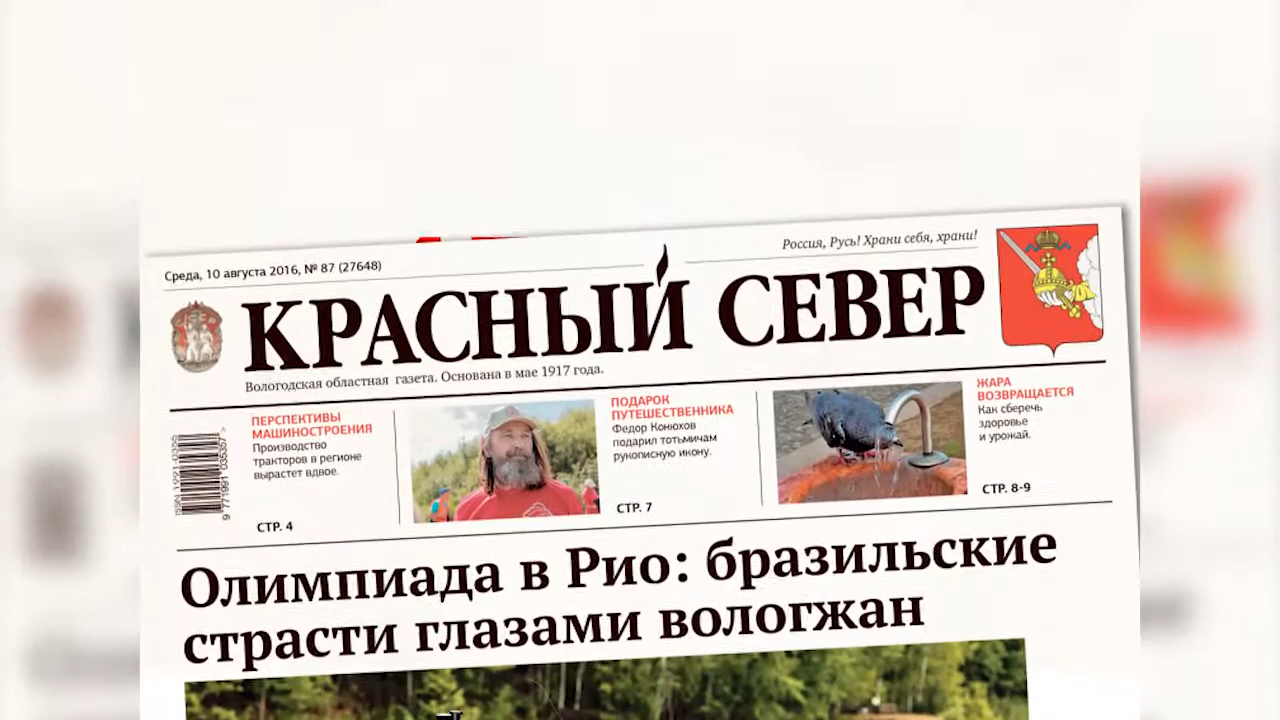 Среда, 10 августа 2016, № 87 (27648)
Россия, Русь! Храни себя, храни!
КРАСНЫЙ СЕВЕР
Вологодская областная газета. Основана в мае 1917 года.
ПЕРСПЕКТИВЫ
МАШИНОСТРОЕНИЯ
Производство
тракторов в регионе
вырастет вдвое.
СТР. 4
ПОДАРОК
ПУТЕШЕСТВЕННИКА
Федор Конюхов
подарил тотьмичам
рукописную икону.
СТР. 7
ЖАРА
ВОЗВРАЩАЕТСЯ
Как сберечь
здоровье
и урожай.
СТР. 8-9
Олимпиада в Рио: бразильские
страсти глазами вологжан